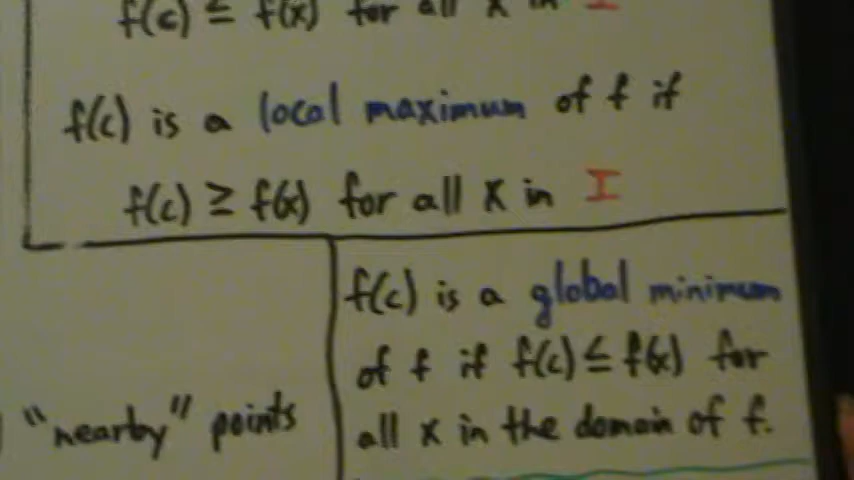 f(c) ≤ f(x) for all x in I
f(c) is a local maximum of f if
f(c) ≥ f(x) for all x in I
f(c) is a global minimum
of f if f(c) ≤ f(x) for
all x in the domain of f.
"nearby" points